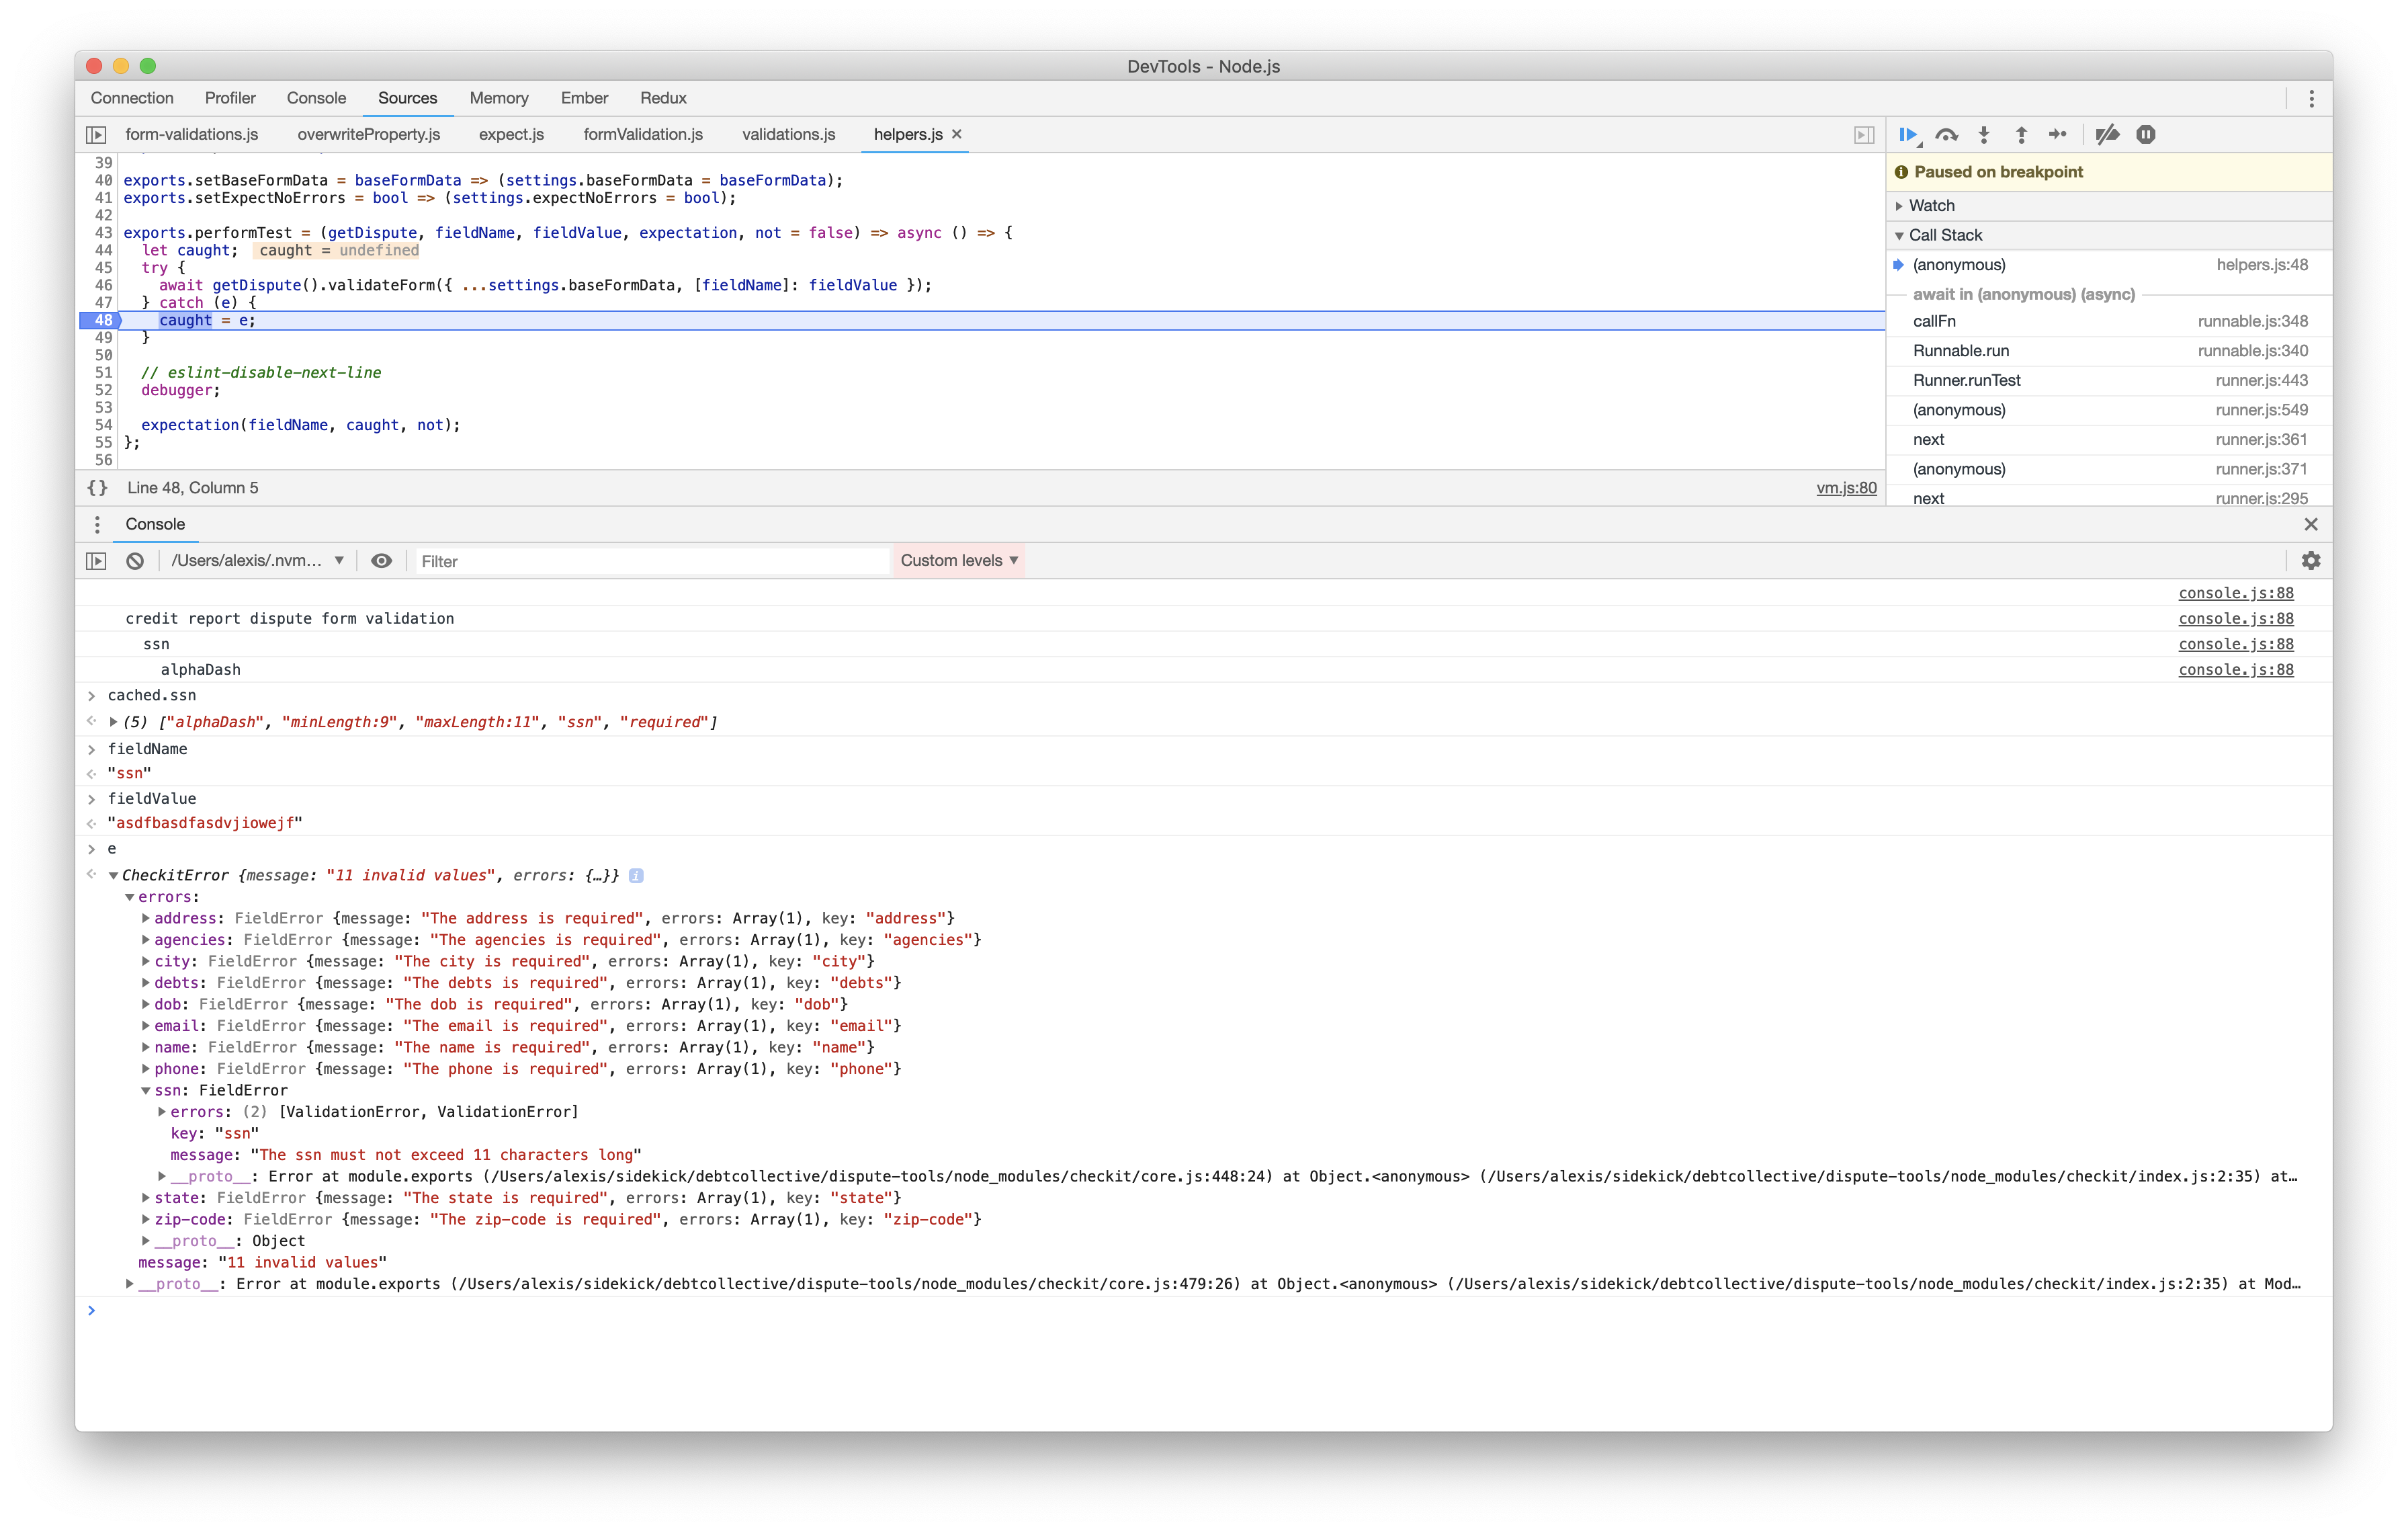 DevTools - Node.js
Connection Profiler Console Sources Memory Ember Redux
form-validations.js overwriteProperty.js expect.js formValidation.js validations.js helpers.js ×
39
40 exports.setBaseFormData = baseFormData => (settings.baseFormData = baseFormData);
41 exports.setExpectNoErrors = bool => (settings.expectNoErrors = bool);
42
43 exports.performTest = (getDispute, fieldName, fieldValue, expectation, not = false) => async () => {
44 let caught; caught = undefined
45 try {
46 await getDispute().validateForm({ ...settings.baseFormData, [fieldName]: fieldValue });
47 } catch (e) {
48 caught = e;
49 }
50
51 // eslint-disable-next-line
52 debugger;
53
54 expectation(fieldName, caught, not);
55 };
56
{} Line 48, Column 5 vm.js:80
Paused on breakpoint
Watch
Call Stack
(anonymous) helpers.js:48
await in (anonymous) (async)
callFn runnable.js:348
Runnable.run runnable.js:340
Runner.runTest runner.js:443
(anonymous) runner.js:549
next runner.js:361
(anonymous) runner.js:371
next runner.js:295
Console
/Users/alexis/.nvm… ▼ Filter Custom levels ▼
console.js:88
credit report dispute form validation console.js:88
ssn console.js:88
alphaDash console.js:88
> cached.ssn
(5) ["alphaDash", "minLength:9", "maxLength:11", "ssn", "required"]
> fieldName
"ssn"
> fieldValue
"asdfbasdfasdvjiowejf"
> e
CheckitError {message: "11 invalid values", errors: {…}} i
errors:
address: FieldError {message: "The address is required", errors: Array(1), key: "address"}
agencies: FieldError {message: "The agencies is required", errors: Array(1), key: "agencies"}
city: FieldError {message: "The city is required", errors: Array(1), key: "city"}
debts: FieldError {message: "The debts is required", errors: Array(1), key: "debts"}
dob: FieldError {message: "The dob is required", errors: Array(1), key: "dob"}
email: FieldError {message: "The email is required", errors: Array(1), key: "email"}
name: FieldError {message: "The name is required", errors: Array(1), key: "name"}
phone: FieldError {message: "The phone is required", errors: Array(1), key: "phone"}
ssn: FieldError
errors: (2) [ValidationError, ValidationError]
key: "ssn"
message: "The ssn must not exceed 11 characters long"
__proto__: Error at module.exports (/Users/alexis/sidekick/debtcollective/dispute-tools/node_modules/checkit/core.js:448:24) at Object.<anonymous> (/Users/alexis/sidekick/debtcollective/dispute-tools/node_modules/checkit/index.js:2:35) at…
state: FieldError {message: "The state is required", errors: Array(1), key: "state"}
zip-code: FieldError {message: "The zip-code is required", errors: Array(1), key: "zip-code"}
__proto__: Object
message: "11 invalid values"
__proto__: Error at module.exports (/Users/alexis/sidekick/debtcollective/dispute-tools/node_modules/checkit/core.js:479:26) at Object.<anonymous> (/Users/alexis/sidekick/debtcollective/dispute-tools/node_modules/checkit/index.js:2:35) at Mod…
>